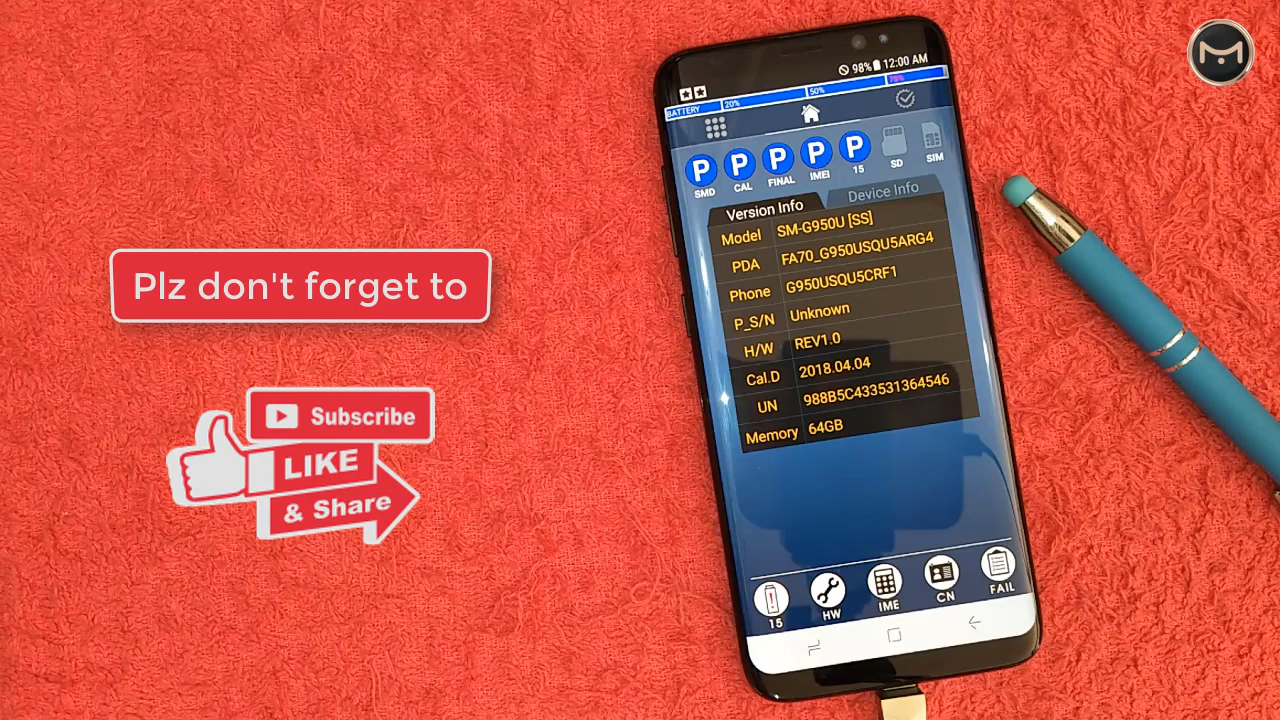 Plz don't forget to
Subscribe
LIKE
& Share
98% 12:00 AM
BATTERY 20% 50% 70%
SMD CAL FINAL IMEI 15 SD SIM
P P P P P
Version Info Device Info
Model SM-G950U [SS]
PDA FA70_G950USQU5ARG4
Phone G950USQU5CRF1
P_S/N Unknown
H/W REV1.0
Cal.D 2018.04.04
UN 988B5C433531364546
Memory 64GB
15 HW IME CN FAIL